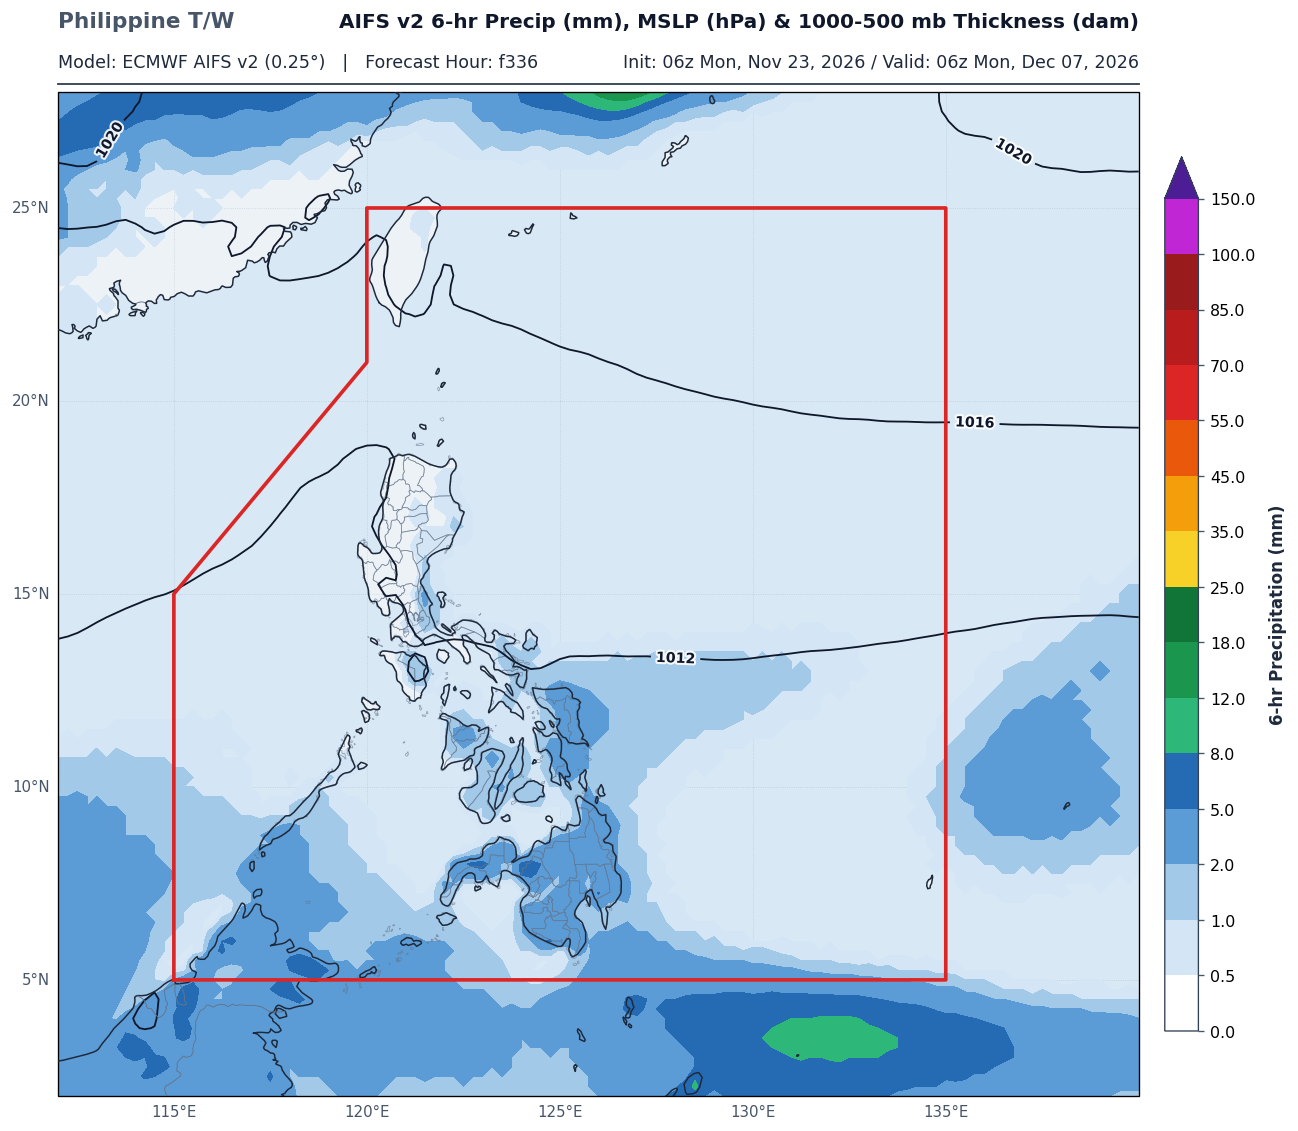 Philippine T/W
AIFS v2 6-hr Precip (mm), MSLP (hPa) & 1000-500 mb Thickness (dam)
Model: ECMWF AIFS v2 (0.25°) | Forecast Hour: f336
Init: 06z Mon, Nov 23, 2026 / Valid: 06z Mon, Dec 07, 2026
1020
1020
1016
1012
25°N
20°N
15°N
10°N
5°N
115°E
120°E
125°E
130°E
135°E
150.0
100.0
85.0
70.0
55.0
45.0
35.0
25.0
18.0
12.0
8.0
5.0
2.0
1.0
0.5
0.0
6-hr Precipitation (mm)